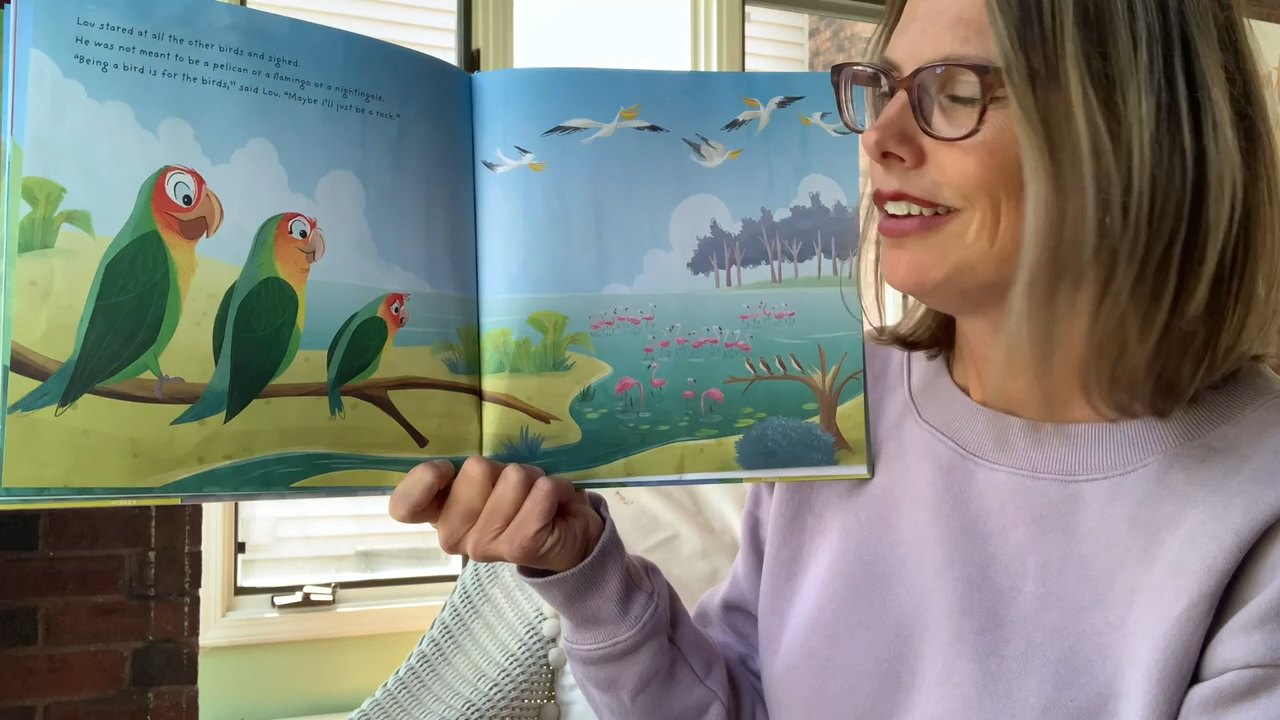 Lou stared at all the other birds and sighed.
He was not meant to be a pelican or a flamingo or a nightingale.
“Being a bird is for the birds,” said Lou. “Maybe I’ll just be a rock.”